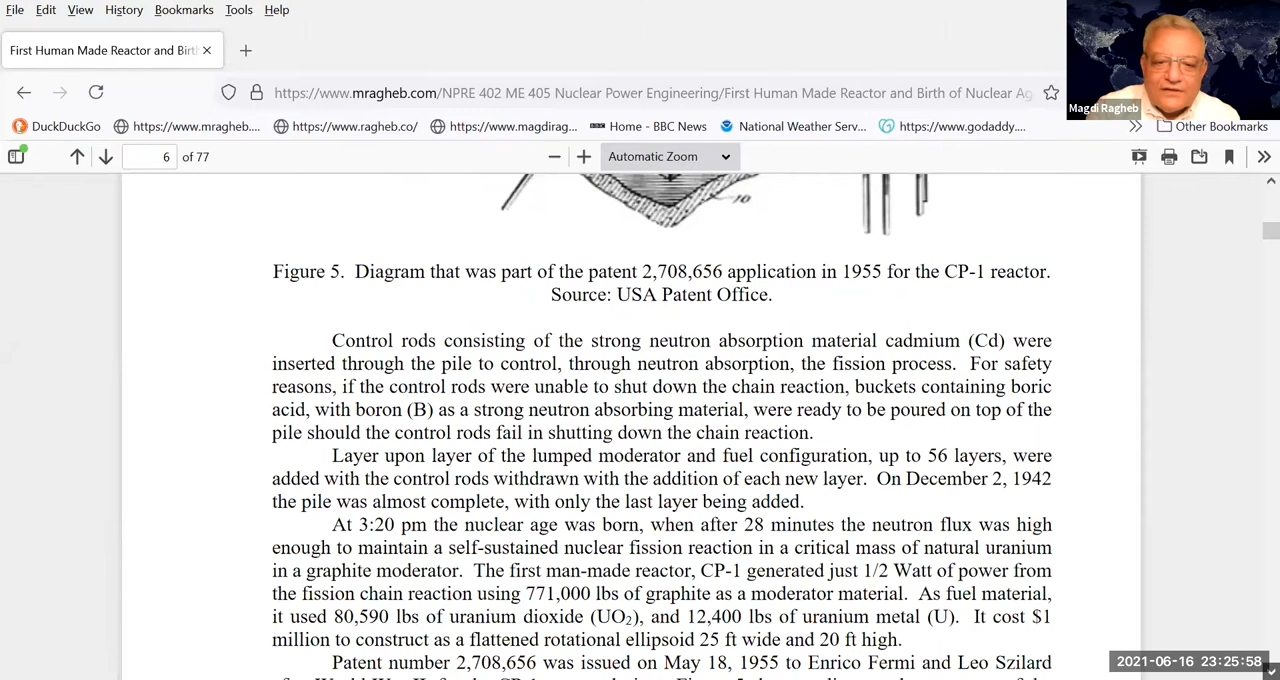 File Edit View History Bookmarks Tools Help
First Human Made Reactor and Birt
https://www.mragheb.com/NPRE 402 ME 405 Nuclear Power Engineering/First Human Made Reactor and Birth of Nuclear Ag
Magdi Ragheb
DuckDuckGo https://www.mragheb.... https://www.ragheb.co/ https://www.magdirag... Home - BBC News National Weather Serv... https://www.godaddy.... Other Bookmarks
6 of 77 Automatic Zoom
10
Figure 5. Diagram that was part of the patent 2,708,656 application in 1955 for the CP-1 reactor.
Source: USA Patent Office.
Control rods consisting of the strong neutron absorption material cadmium (Cd) were
inserted through the pile to control, through neutron absorption, the fission process. For safety
reasons, if the control rods were unable to shut down the chain reaction, buckets containing boric
acid, with boron (B) as a strong neutron absorbing material, were ready to be poured on top of the
pile should the control rods fail in shutting down the chain reaction.
Layer upon layer of the lumped moderator and fuel configuration, up to 56 layers, were
added with the control rods withdrawn with the addition of each new layer. On December 2, 1942
the pile was almost complete, with only the last layer being added.
At 3:20 pm the nuclear age was born, when after 28 minutes the neutron flux was high
enough to maintain a self-sustained nuclear fission reaction in a critical mass of natural uranium
in a graphite moderator. The first man-made reactor, CP-1 generated just 1/2 Watt of power from
the fission chain reaction using 771,000 lbs of graphite as a moderator material. As fuel material,
it used 80,590 lbs of uranium dioxide (UO₂), and 12,400 lbs of uranium metal (U). It cost $1
million to construct as a flattened rotational ellipsoid 25 ft wide and 20 ft high.
Patent number 2,708,656 was issued on May 18, 1955 to Enrico Fermi and Leo Szilard
2021-06-16 23:25:58